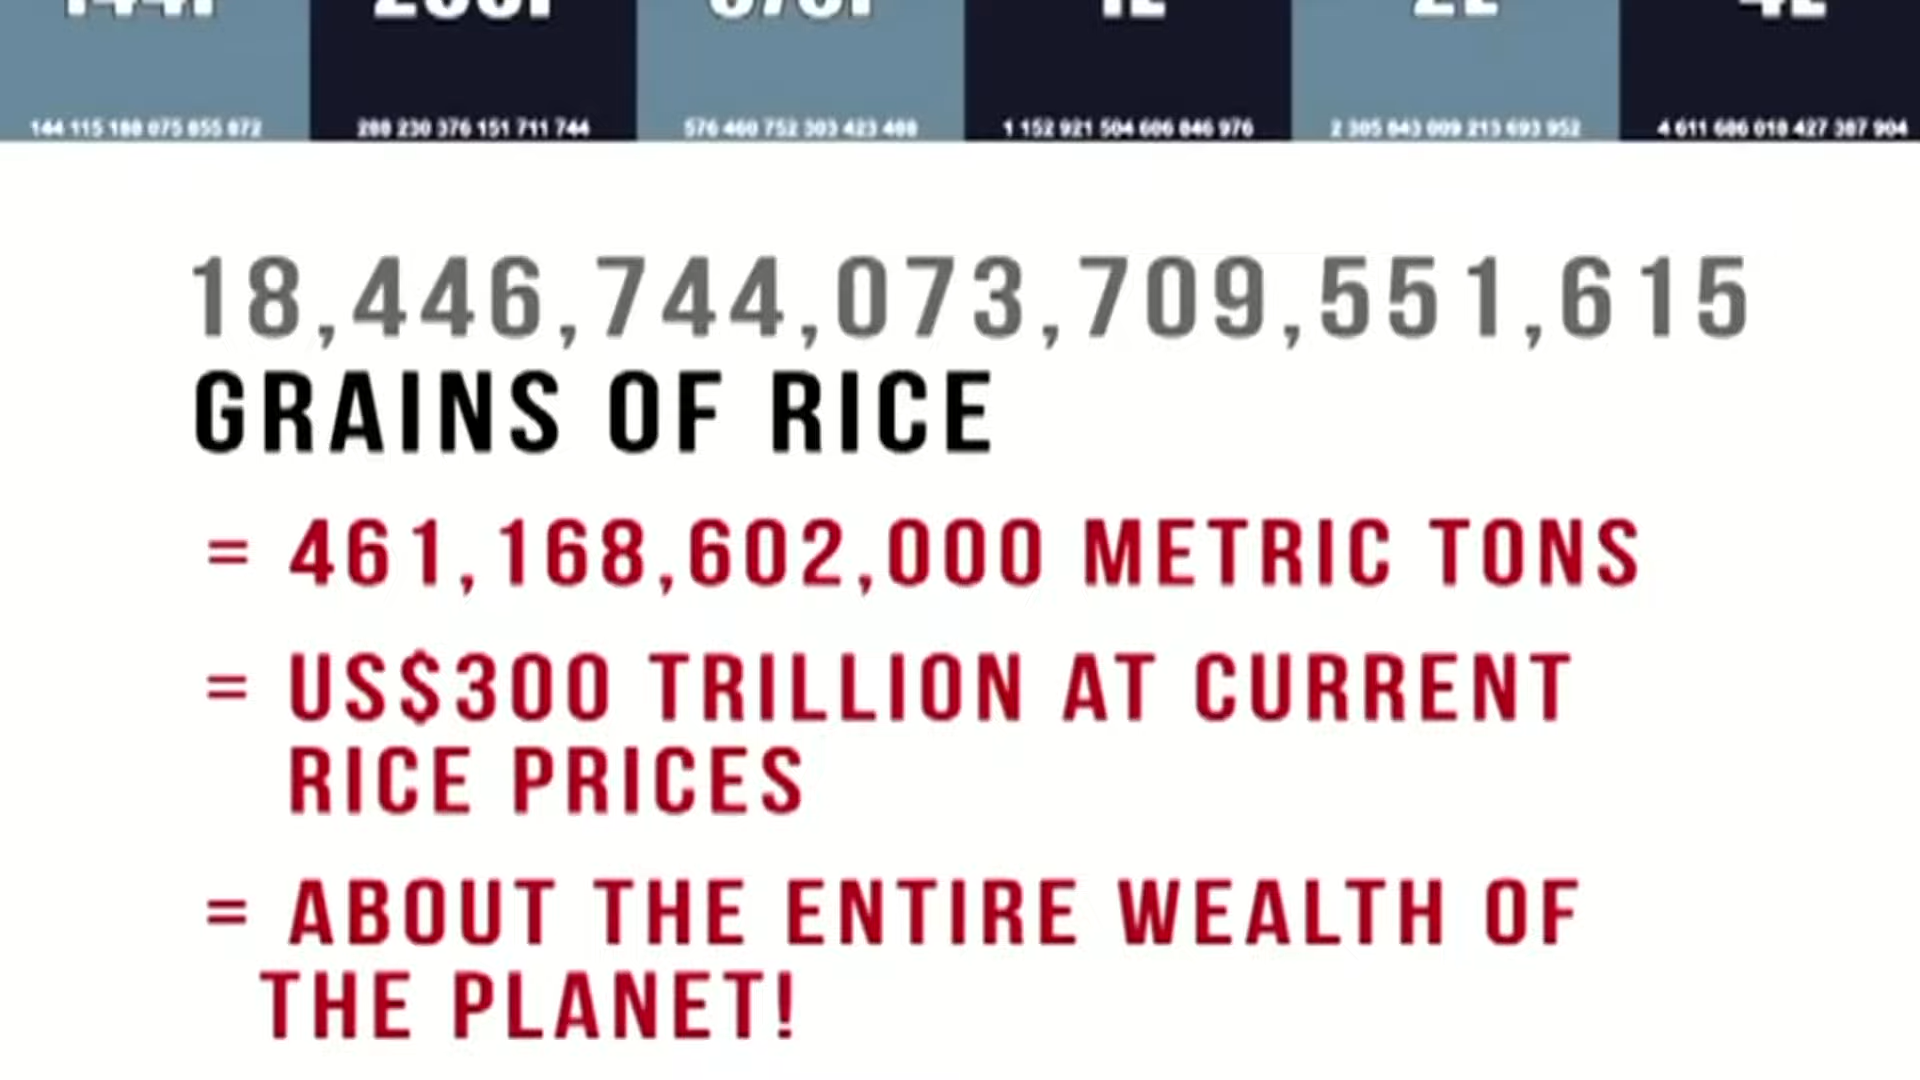 144 115 188 075 855 872
288 230 376 151 711 744
576 460 752 303 423 488
1 152 921 504 606 846 976
2 305 843 009 213 693 952
4 611 686 018 427 387 904
18,446,744,073,709,551,615
GRAINS OF RICE
= 461,168,602,000 METRIC TONS
= US$300 TRILLION AT CURRENT
RICE PRICES
= ABOUT THE ENTIRE WEALTH OF
THE PLANET!